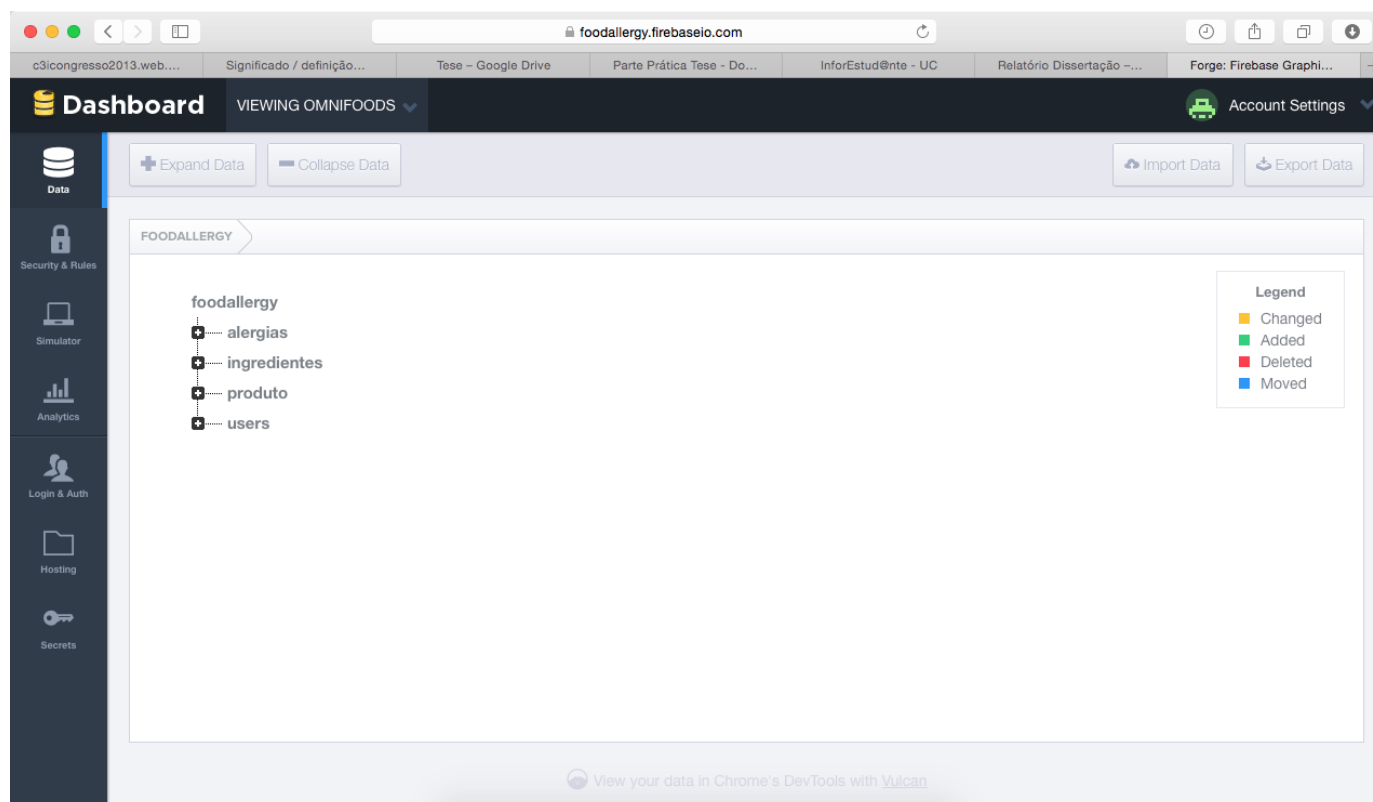 foodallergy.firebaseio.com
c3icongresso2013.web.... Significado / definição... Tese – Google Drive Parte Prática Tese - Do... InforEstud@nte - UC Relatório Dissertação –... Forge: Firebase Graphi...
Dashboard VIEWING OMNIFOODS Account Settings
Data
Security & Rules
Simulator
Analytics
Login & Auth
Hosting
Secrets
Expand Data Collapse Data Import Data Export Data
FOODALLERGY
foodallergy
alergias
ingredientes
produto
users
Legend
Changed
Added
Deleted
Moved
View your data in Chrome's DevTools with Vulcan